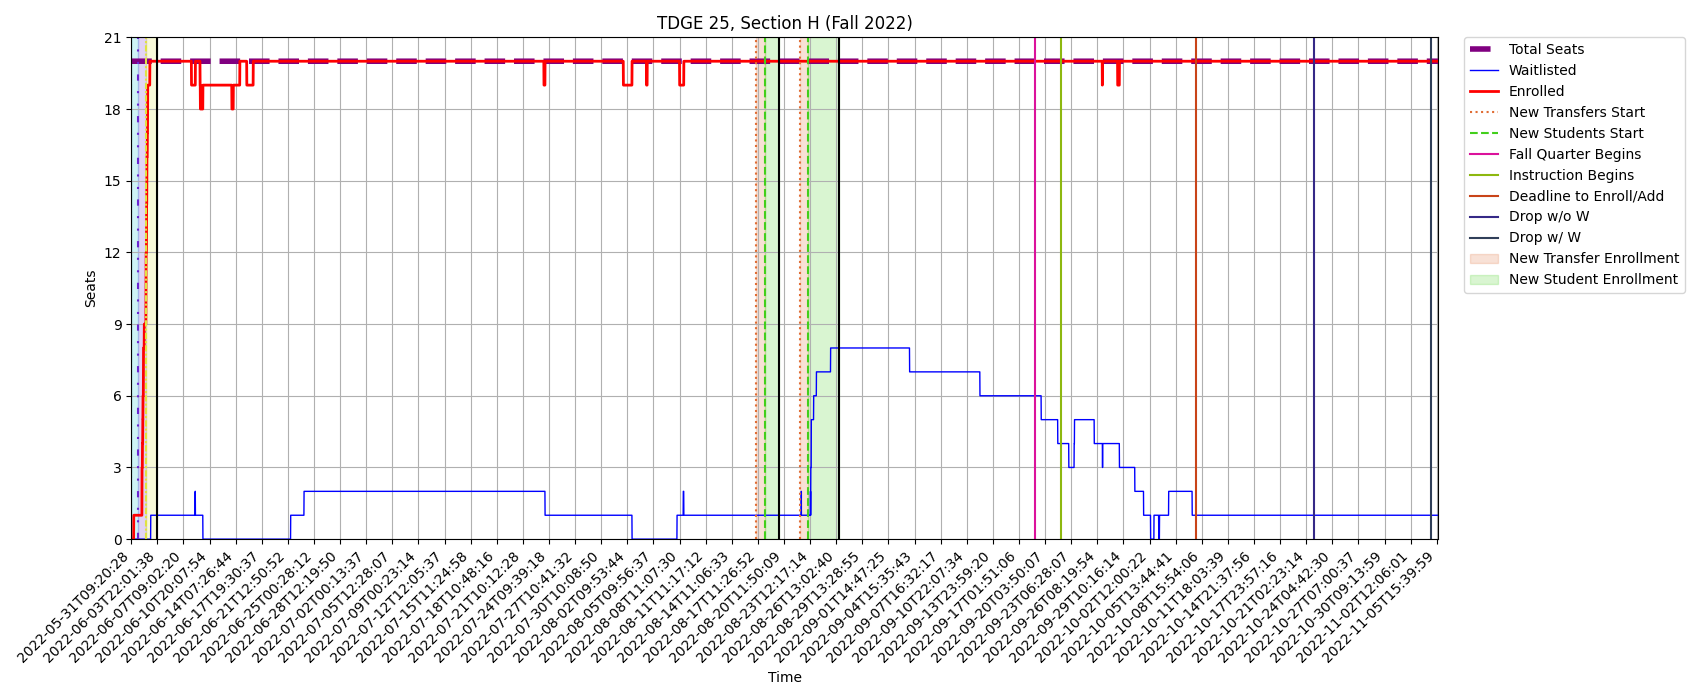 TDGE 25, Section H (Fall 2022)
Seats
21
18
15
12
9
6
3
0
2022-05-31T09:20:28
2022-06-03T22:01:38
2022-06-07T09:02:20
2022-06-10T20:07:54
2022-06-14T07:26:44
2022-06-17T19:30:37
2022-06-21T12:50:52
2022-06-25T00:28:12
2022-06-28T12:19:50
2022-07-02T00:13:37
2022-07-05T12:28:07
2022-07-09T00:23:14
2022-07-12T12:05:37
2022-07-15T11:24:58
2022-07-18T10:48:16
2022-07-21T10:12:28
2022-07-24T09:39:18
2022-07-27T10:41:32
2022-07-30T10:08:50
2022-08-02T09:53:44
2022-08-05T09:56:37
2022-08-08T11:07:30
2022-08-11T11:17:12
2022-08-14T11:06:33
2022-08-17T11:26:52
2022-08-20T11:50:09
2022-08-23T12:17:14
2022-08-26T13:02:40
2022-08-29T13:28:55
2022-09-01T14:47:25
2022-09-04T15:35:43
2022-09-07T16:32:17
2022-09-10T22:07:34
2022-09-13T23:59:20
2022-09-17T01:51:06
2022-09-20T03:50:07
2022-09-23T06:28:07
2022-09-26T08:19:54
2022-09-29T10:16:14
2022-10-02T12:00:22
2022-10-05T13:44:41
2022-10-08T15:54:06
2022-10-11T18:03:39
2022-10-14T21:37:56
2022-10-17T23:57:16
2022-10-21T02:23:14
2022-10-24T04:42:30
2022-10-27T07:00:37
2022-10-30T09:13:59
2022-11-02T12:06:01
2022-11-05T15:39:59
Time
Total Seats
Waitlisted
Enrolled
New Transfers Start
New Students Start
Fall Quarter Begins
Instruction Begins
Deadline to Enroll/Add
Drop w/o W
Drop w/ W
New Transfer Enrollment
New Student Enrollment